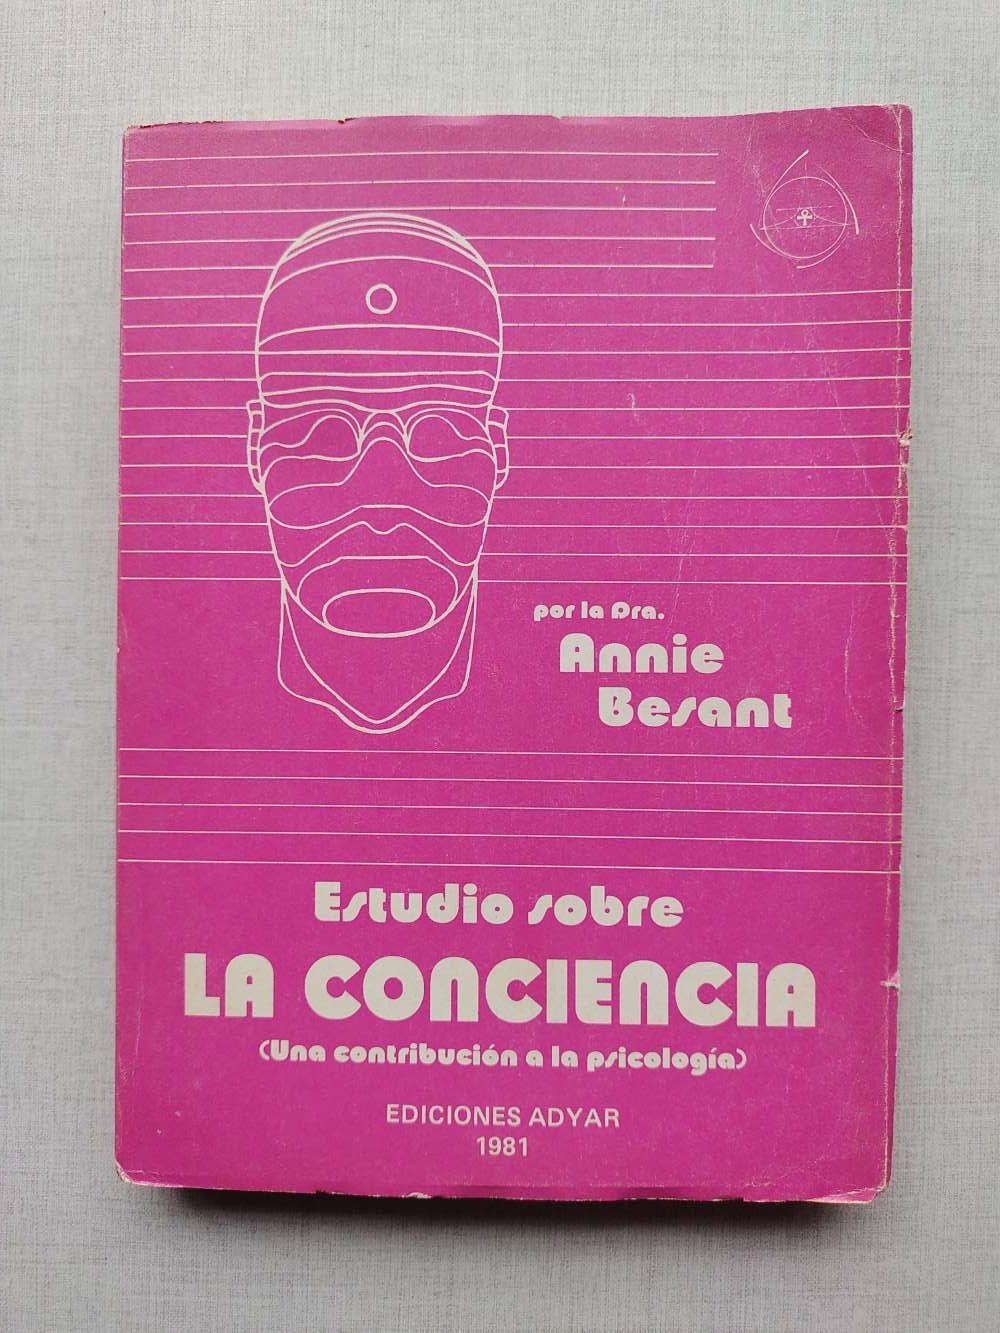 por la Dra.
Annie
Besant
Estudio sobre
LA CONCIENCIA
(Una contribución a la psicología)
EDICIONES ADYAR
1981